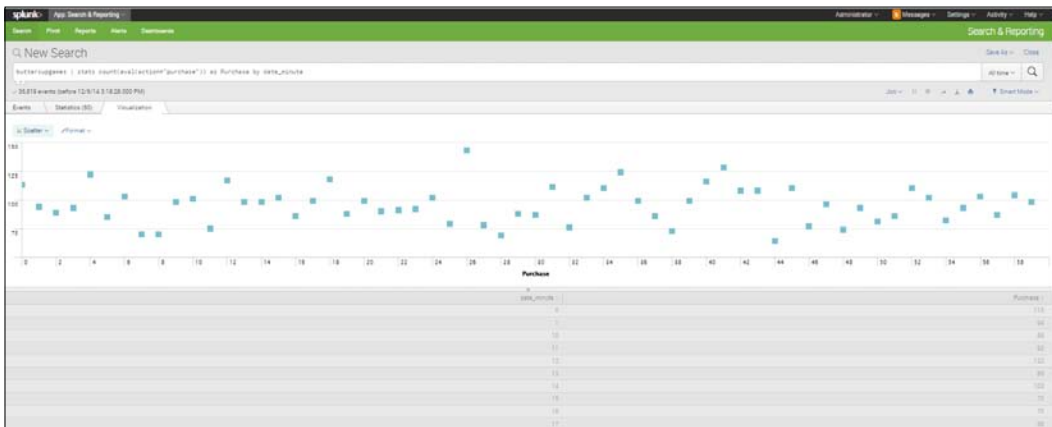 splunk> App: Search & Reporting
Administrator Messages Settings Activity Help
Search Pivot Reports Alerts Dashboards
Search & Reporting
New Search
Save As Close
buttercupgames | stats count(eval(action="purchase")) as Purchase by date_minute
All time
events (before 12/9/14 3:18:28.000 PM)
Job
Smart Mode
Events Statistics (60) Visualization
Scatter Format
150
125
100
75
0 2 4 6 8 10 12 14 16 18 20 22 24 26 28 30 32 34 36 38 40 42 44 46 48 50 52 54 56 58
Purchase
date_minute Purchase
0 113
1
10
11
12
13
14
15
16
17